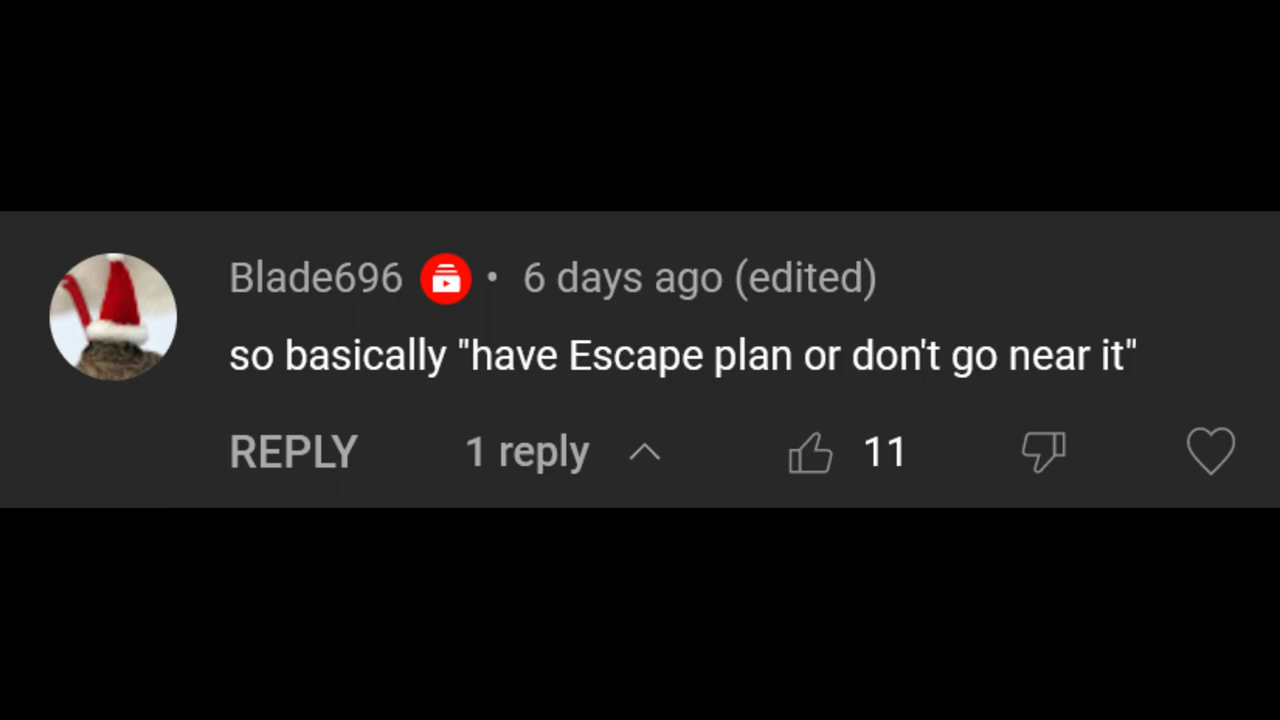 Blade696 • 6 days ago (edited)
so basically "have Escape plan or don't go near it"
REPLY 1 reply 11